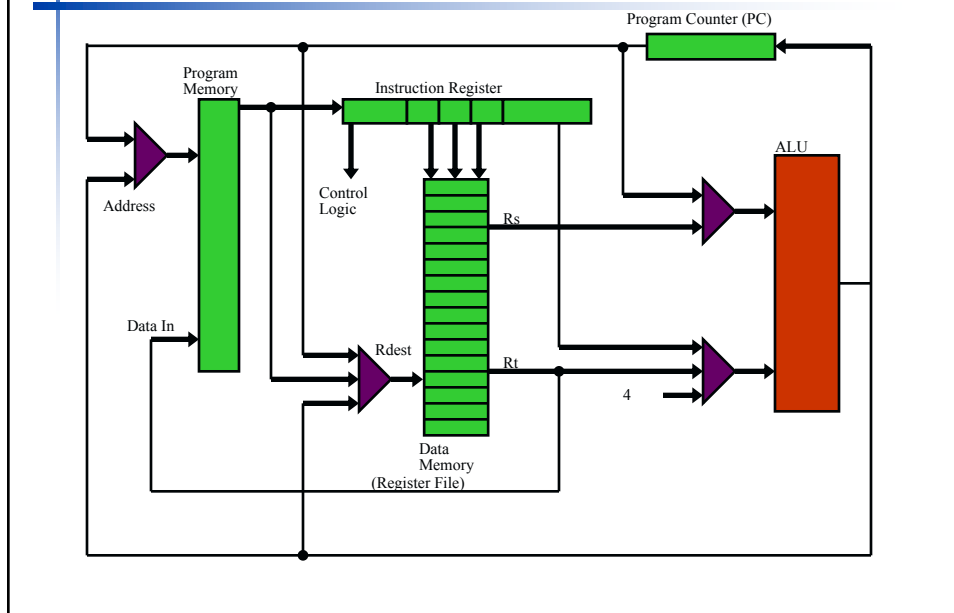 Program Counter (PC)
Program
Memory
Instruction Register
ALU
Control
Logic
Address
Rs
Data In
Rdest
Rt
4
Data
Memory
(Register File)